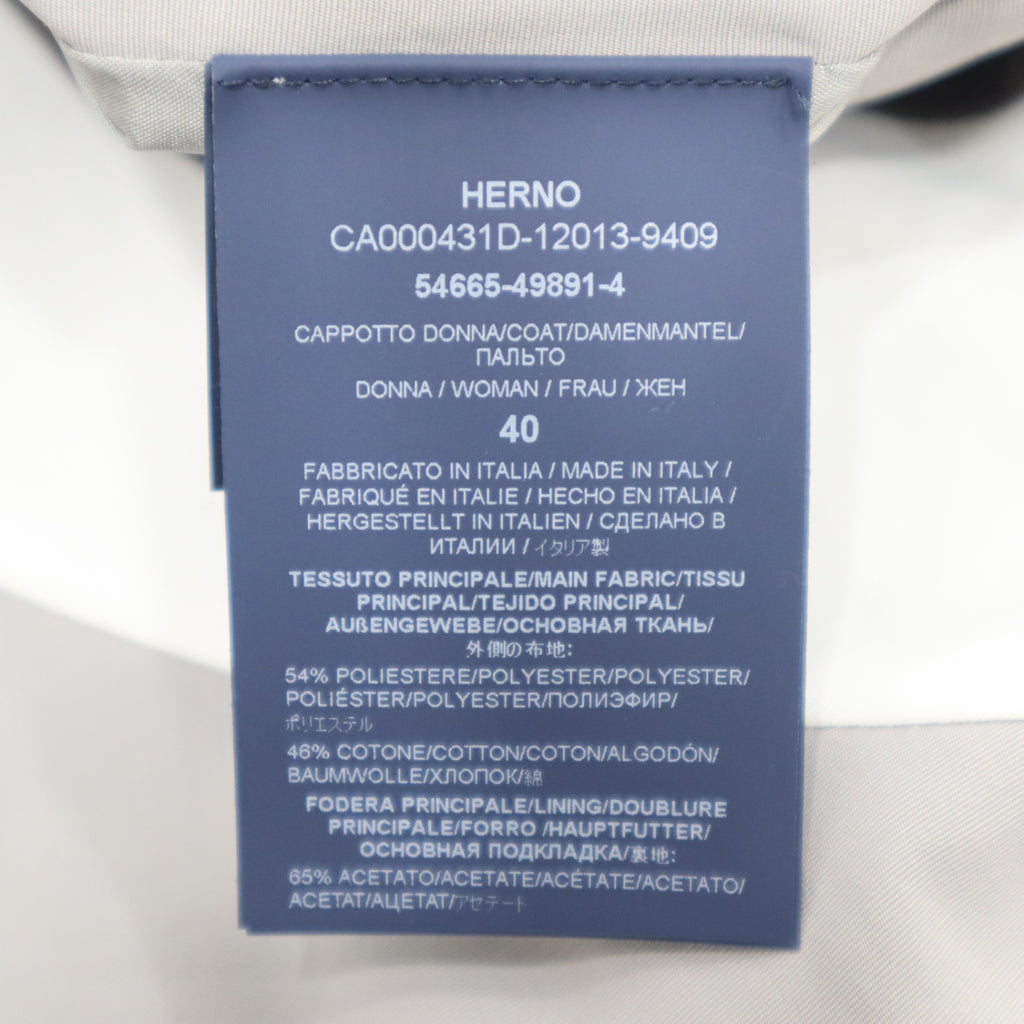 HERNO
CA000431D-12013-9409
54665-49891-4
CAPPOTTO DONNA/COAT/DAMENMANTEL/
ПАЛЬТО
DONNA / WOMAN / FRAU / ЖЕН
40
FABBRICATO IN ITALIA / MADE IN ITALY /
FABRIQUÉ EN ITALIE / HECHO EN ITALIA /
HERGESTELLT IN ITALIEN / СДЕЛАНО В
ИТАЛИИ / イタリア製
TESSUTO PRINCIPALE/MAIN FABRIC/TISSU
PRINCIPAL/TEJIDO PRINCIPAL/
AUßENGEWEBE/ОСНОВНАЯ ТКАНЬ/
外側の布地:
54% POLIESTERE/POLYESTER/POLYESTER/
POLIÉSTER/POLYESTER/ПОЛИЭФИР/
ポリエステル
46% COTONE/COTTON/COTON/ALGODÓN/
BAUMWOLLE/ХЛОПОК/綿
FODERA PRINCIPALE/LINING/DOUBLURE
PRINCIPALE/FORRO /HAUPTFUTTER/
ОСНОВНАЯ ПОДКЛАДКА/裏地:
65% ACETATO/ACETATE/ACÉTATE/ACETATO/
ACETAT/АЦЕТАТ/アセテート